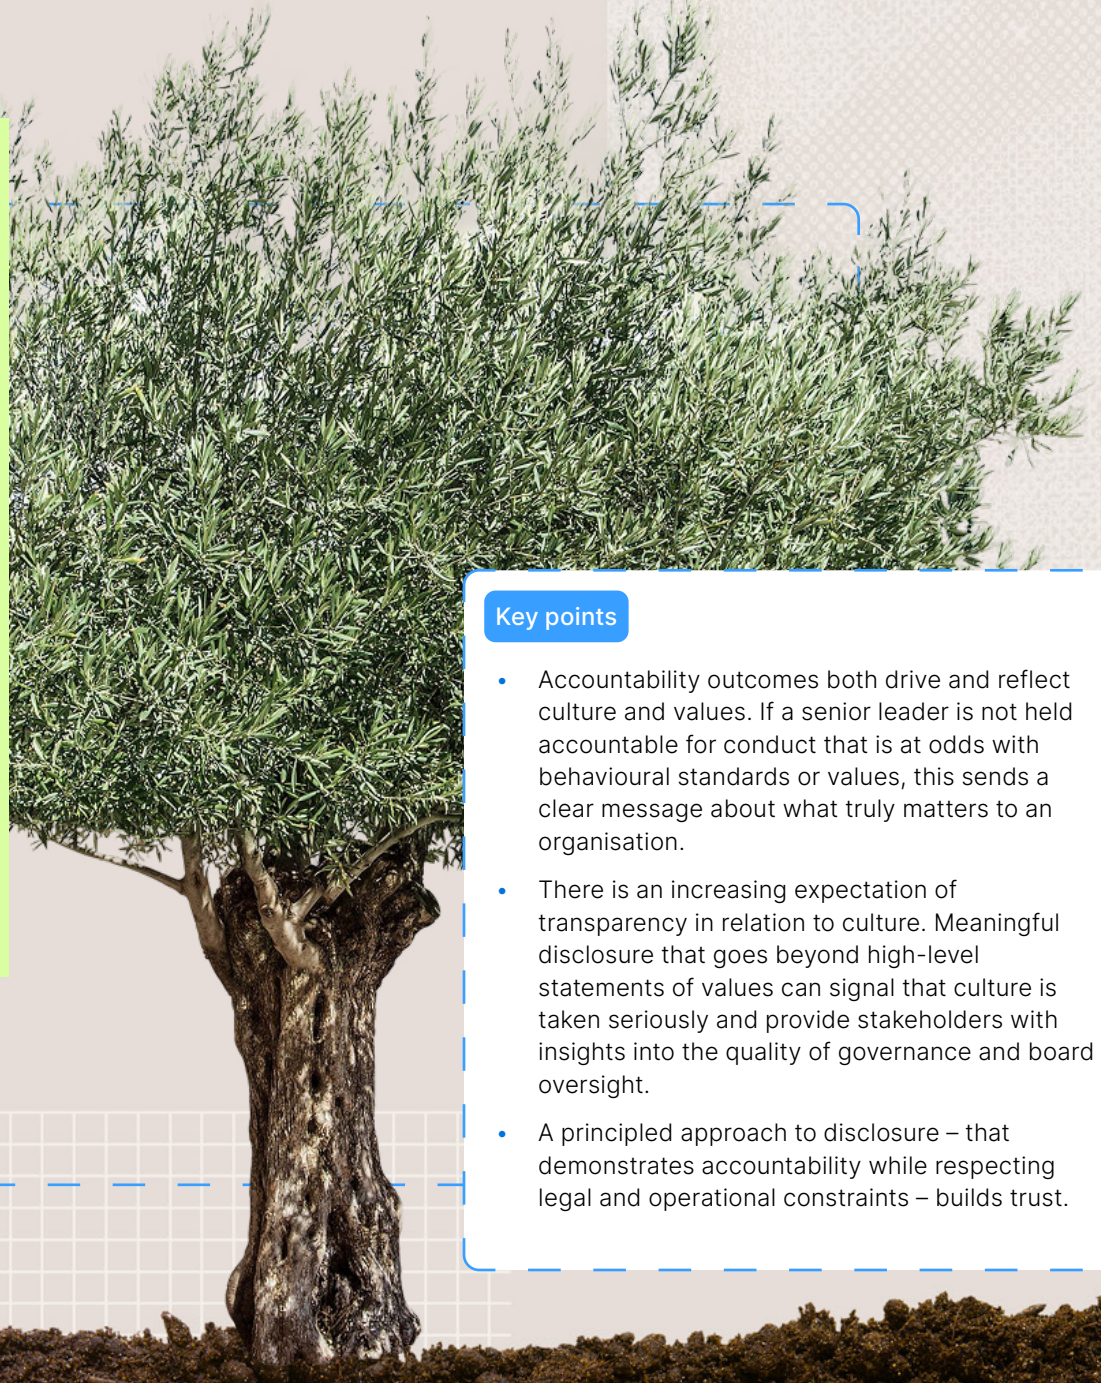 Key points
• Accountability outcomes both drive and reflect
culture and values. If a senior leader is not held
accountable for conduct that is at odds with
behavioural standards or values, this sends a
clear message about what truly matters to an
organisation.
• There is an increasing expectation of
transparency in relation to culture. Meaningful
disclosure that goes beyond high-level
statements of values can signal that culture is
taken seriously and provide stakeholders with
insights into the quality of governance and board
oversight.
• A principled approach to disclosure – that
demonstrates accountability while respecting
legal and operational constraints – builds trust.